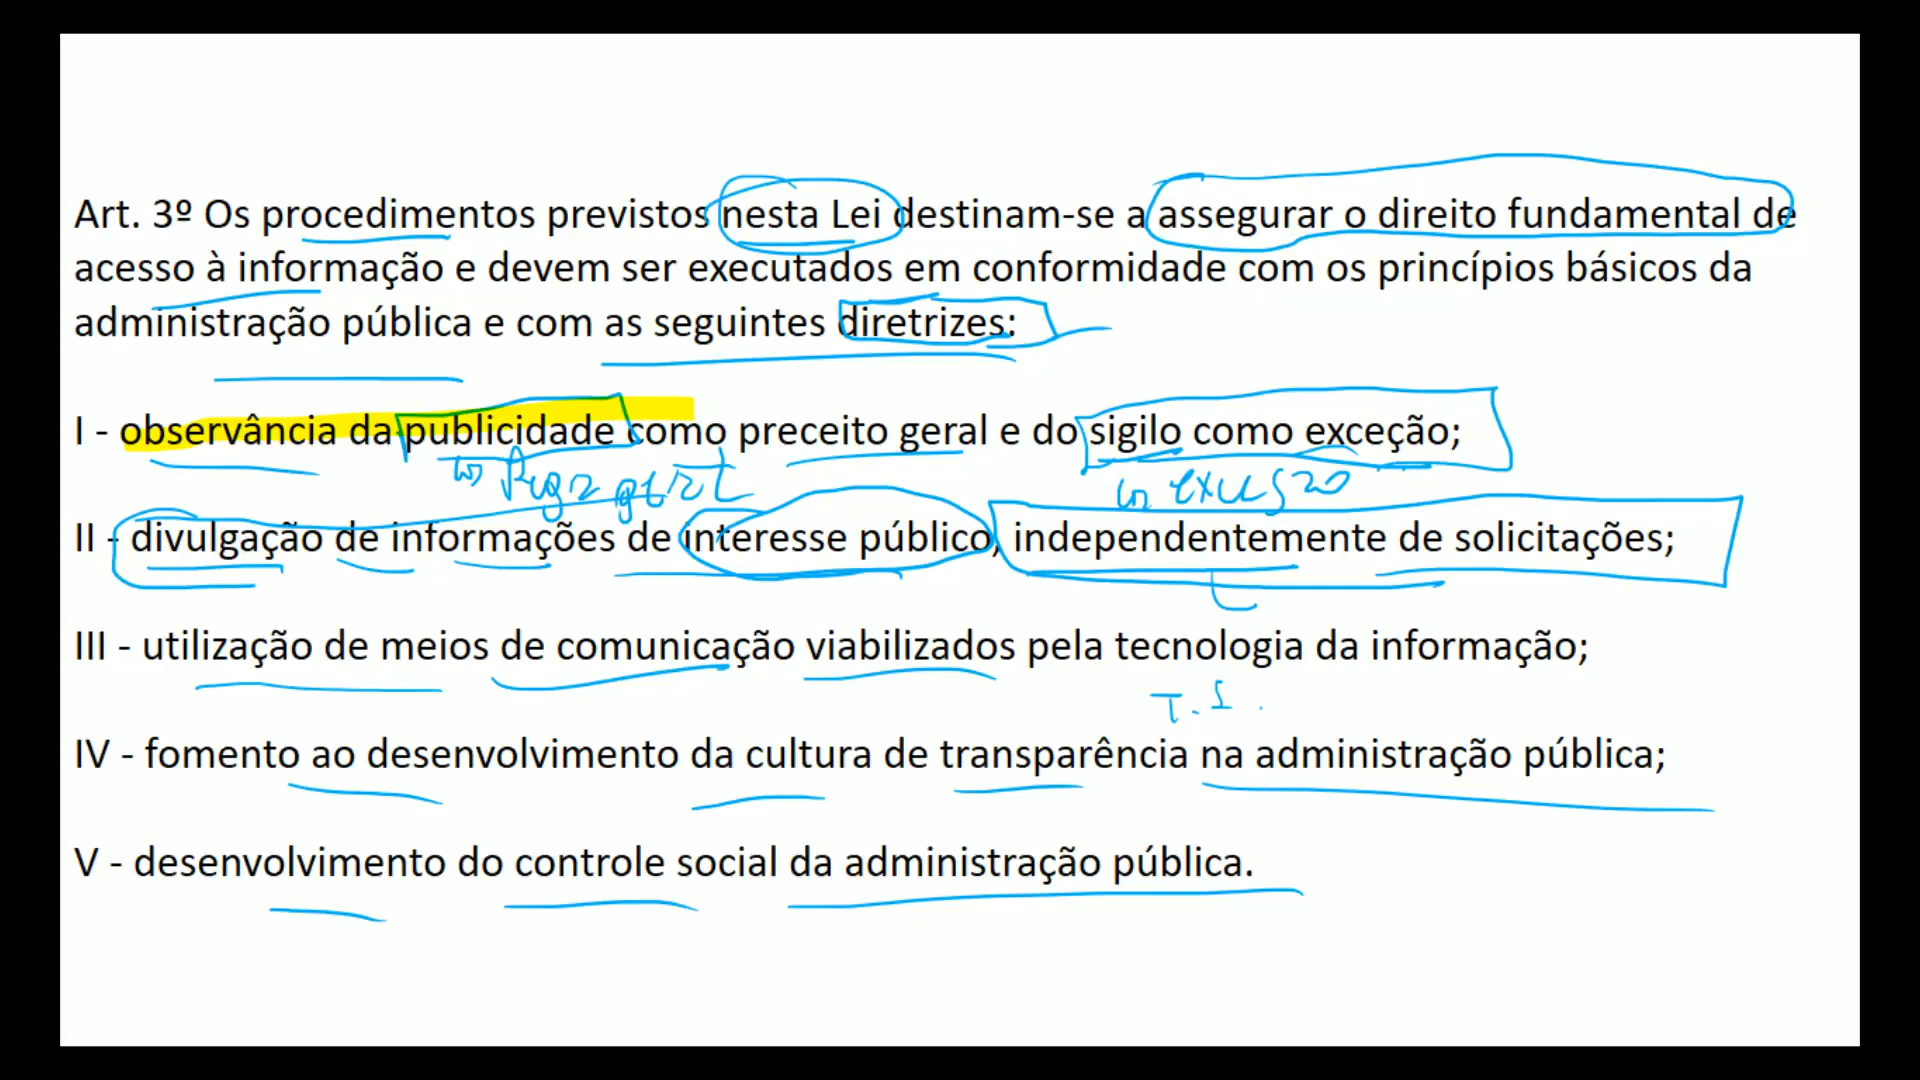 Art. 3º Os procedimentos previstos nesta Lei destinam-se a assegurar o direito fundamental de
acesso à informação e devem ser executados em conformidade com os princípios básicos da
administração pública e com as seguintes diretrizes:
I - observância da publicidade como preceito geral e do sigilo como exceção;
II - divulgação de informações de interesse público, independentemente de solicitações;
III - utilização de meios de comunicação viabilizados pela tecnologia da informação;
T.I.
IV - fomento ao desenvolvimento da cultura de transparência na administração pública;
V - desenvolvimento do controle social da administração pública.